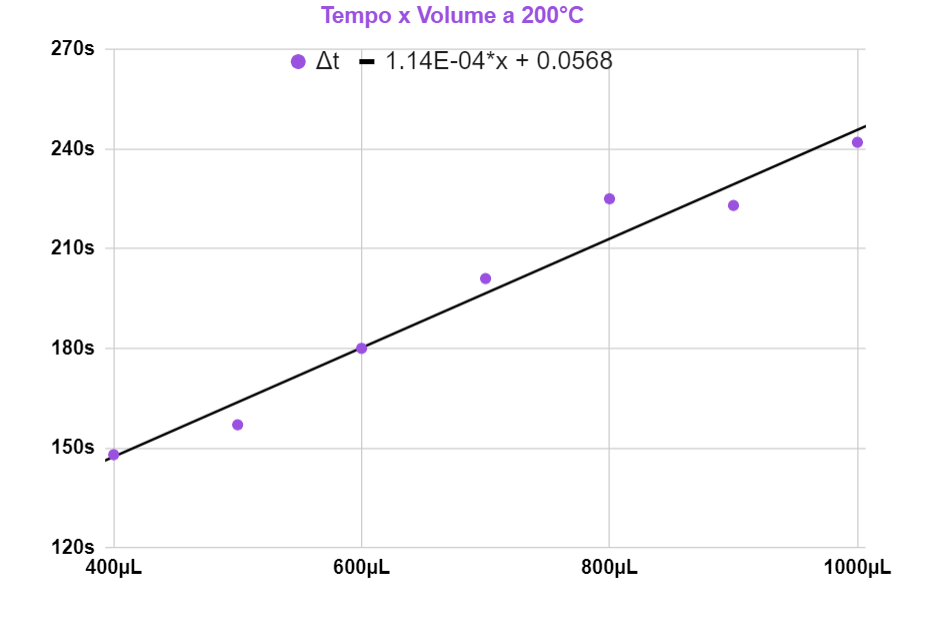 Tempo x Volume a 200°C
Δt 1.14E-04*x + 0.0568
270s
240s
210s
180s
150s
120s
400µL 600µL 800µL 1000µL